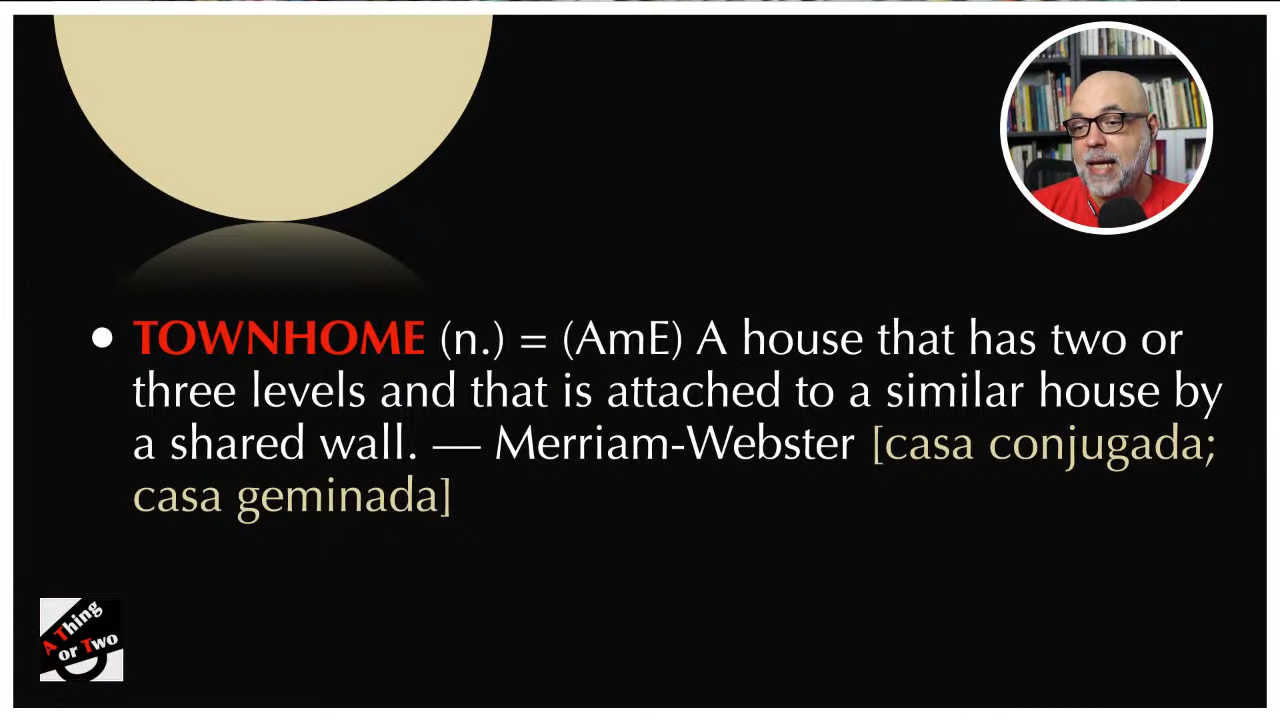 • TOWNHOME (n.) = (AmE) A house that has two or
three levels and that is attached to a similar house by
a shared wall. — Merriam-Webster [casa conjugada;
casa geminada]
A Thing
or Two